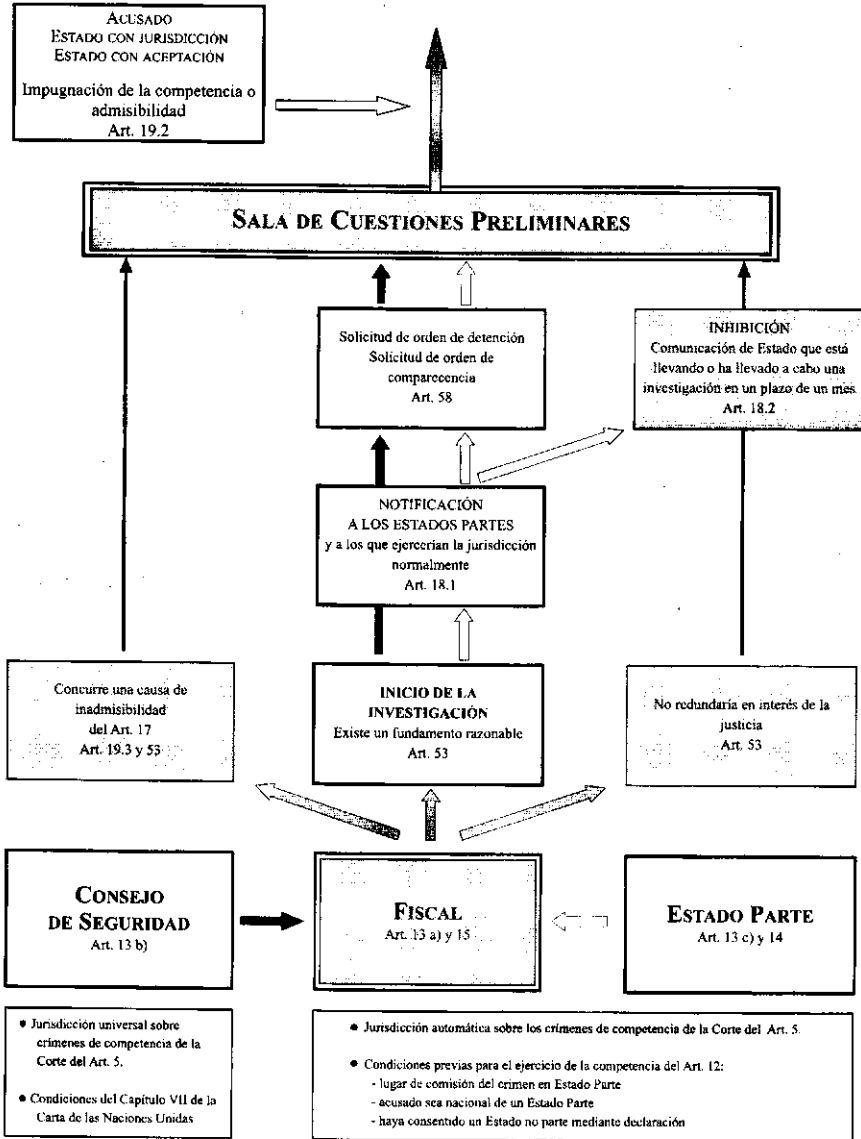 ACUSADO
ESTADO CON JURISDICCIÓN
ESTADO CON ACEPTACIÓN
Impugnación de la competencia o
admisibilidad
Art. 19.2
SALA DE CUESTIONES PRELIMINARES
Solicitud de orden de detención
Solicitud de orden de
comparecencia
Art. 58
INHIBICIÓN
Comunicación de Estado que está
llevando o ha llevado a cabo una
investigación en un plazo de un mes.
Art. 18.2
NOTIFICACIÓN
A LOS ESTADOS PARTES
y a los que ejercerían la jurisdicción
normalmente
Art. 18.1
Concurre una causa de
inadmisibilidad
del Art. 17
Art. 19.3 y 53
INICIO DE LA
INVESTIGACIÓN
Existe un fundamento razonable
Art. 53
No redundaría en interés de la
justicia
Art. 53
CONSEJO
DE SEGURIDAD
Art. 13 b)
FISCAL
Art. 13 a) y 15
ESTADO PARTE
Art. 13 c) y 14
• Jurisdicción universal sobre
crímenes de competencia de la
Corte del Art. 5.
• Condiciones del Capítulo VII de la
Carta de las Naciones Unidas
• Jurisdicción automática sobre los crímenes de competencia de la Corte del Art. 5.
• Condiciones previas para el ejercicio de la competencia del Art. 12:
- lugar de comisión del crimen en Estado Parte
- acusado sea nacional de un Estado Parte
- haya consentido un Estado no parte mediante declaración